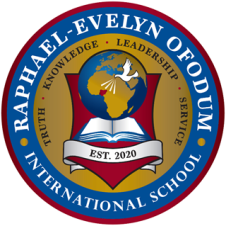 RAPHAEL-EVELYN OFODUM
INTERNATIONAL SCHOOL
TRUTH • KNOWLEDGE • LEADERSHIP • SERVICE
EST. 2020